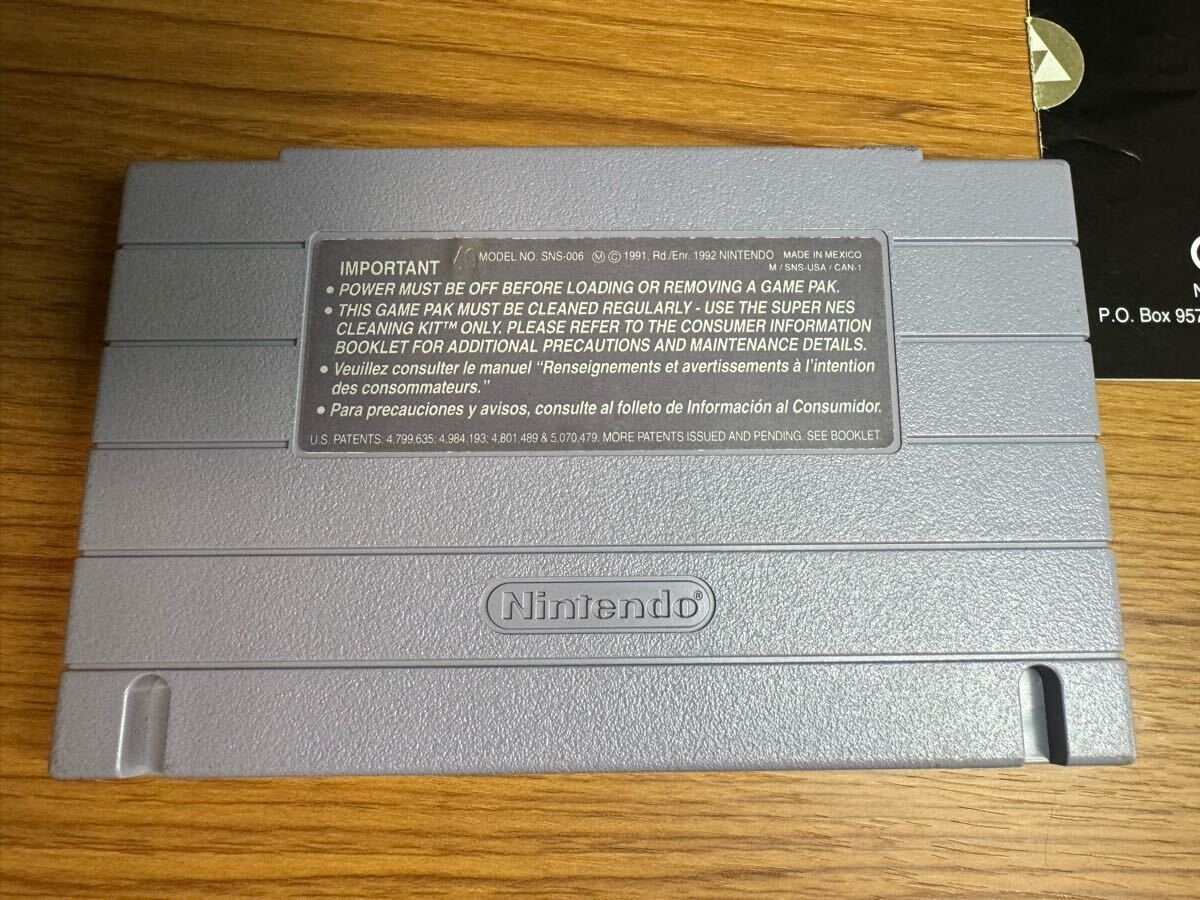 IMPORTANT MODEL NO. SNS-006 Ⓜ © 1991, Rd./Enr. 1992 NINTENDO MADE IN MEXICO
M / SNS-USA / CAN-1
• POWER MUST BE OFF BEFORE LOADING OR REMOVING A GAME PAK.
• THIS GAME PAK MUST BE CLEANED REGULARLY - USE THE SUPER NES
CLEANING KIT™ ONLY. PLEASE REFER TO THE CONSUMER INFORMATION
BOOKLET FOR ADDITIONAL PRECAUTIONS AND MAINTENANCE DETAILS.
• Veuillez consulter le manuel “Renseignements et avertissements à l’intention
des consommateurs.”
• Para precauciones y avisos, consulte al folleto de Información al Consumidor.
U.S. PATENTS. 4,799,635: 4,984,193: 4,801,489 & 5,070,479. MORE PATENTS ISSUED AND PENDING. SEE BOOKLET
Nintendo®
P.O. Box 957